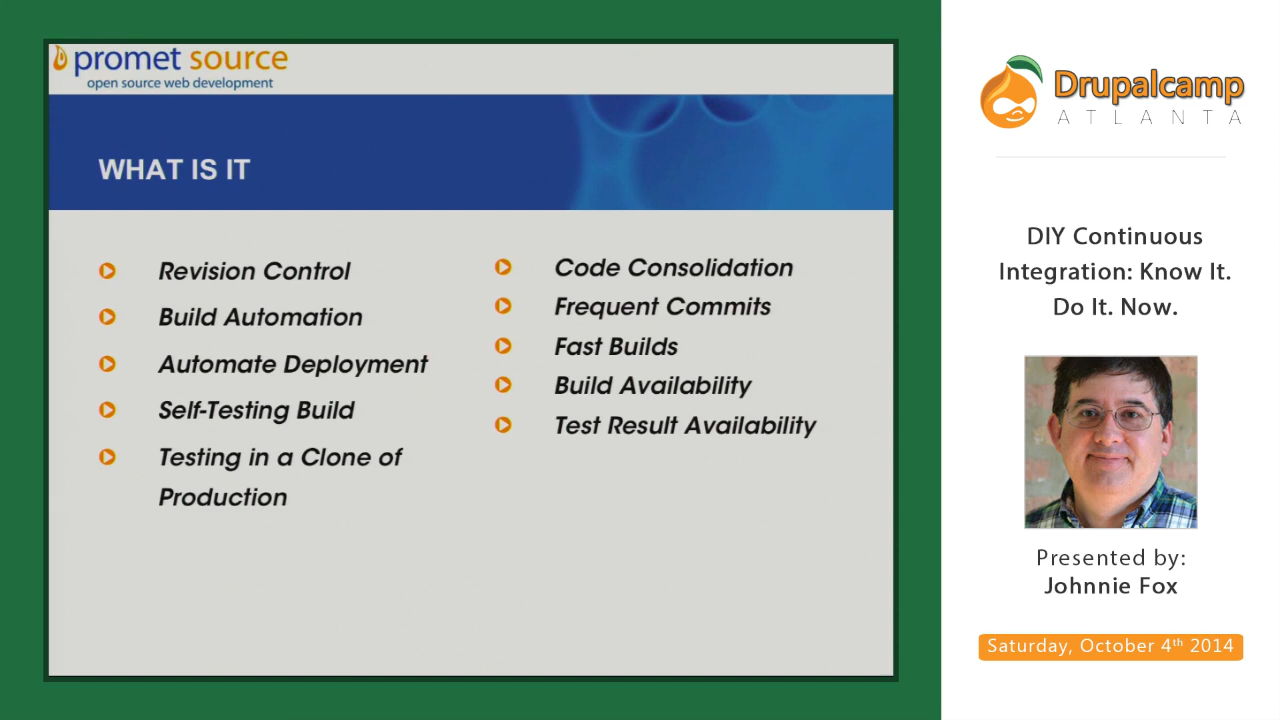 promet source
open source web development
WHAT IS IT
Revision Control
Build Automation
Automate Deployment
Self-Testing Build
Testing in a Clone of
Production
Code Consolidation
Frequent Commits
Fast Builds
Build Availability
Test Result Availability
Drupalcamp
ATLANTA
DIY Continuous
Integration: Know It.
Do It. Now.
Presented by:
Johnnie Fox
Saturday, October 4th 2014